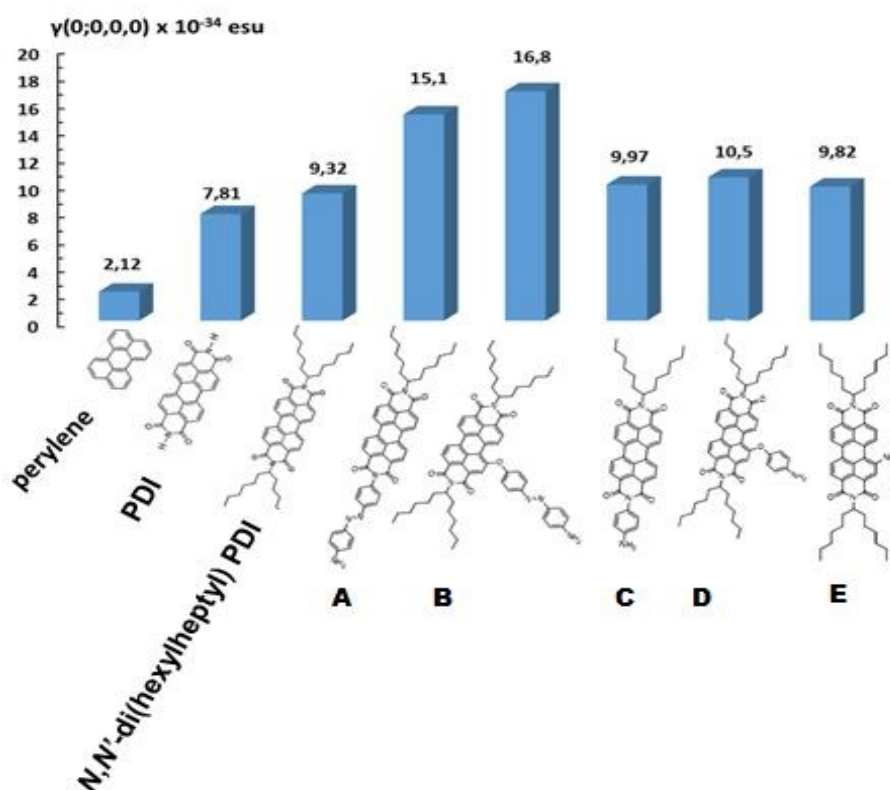 γ(0;0,0,0) x 10⁻³⁴ esu
20
18
16
14
12
10
8
6
4
2
0
2,12
7,81
9,32
15,1
16,8
9,97
10,5
9,82
perylene
PDI
N,N'-di(hexylheptyl) PDI
A
B
C
D
E